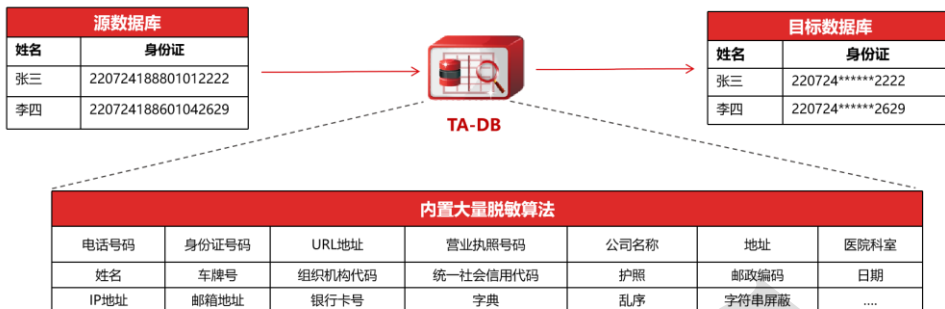 源数据库
姓名 身份证
张三 220724188801012222
李四 220724188601042629
TA-DB
目标数据库
姓名 身份证
张三 220724******2222
李四 220724******2629
内置大量脱敏算法
电话号码 身份证号码 URL地址 营业执照号码 公司名称 地址 医院科室
姓名 车牌号 组织机构代码 统一社会信用代码 护照 邮政编码 日期
IP地址 邮箱地址 银行卡号 字典 乱序 字符串屏蔽 ....